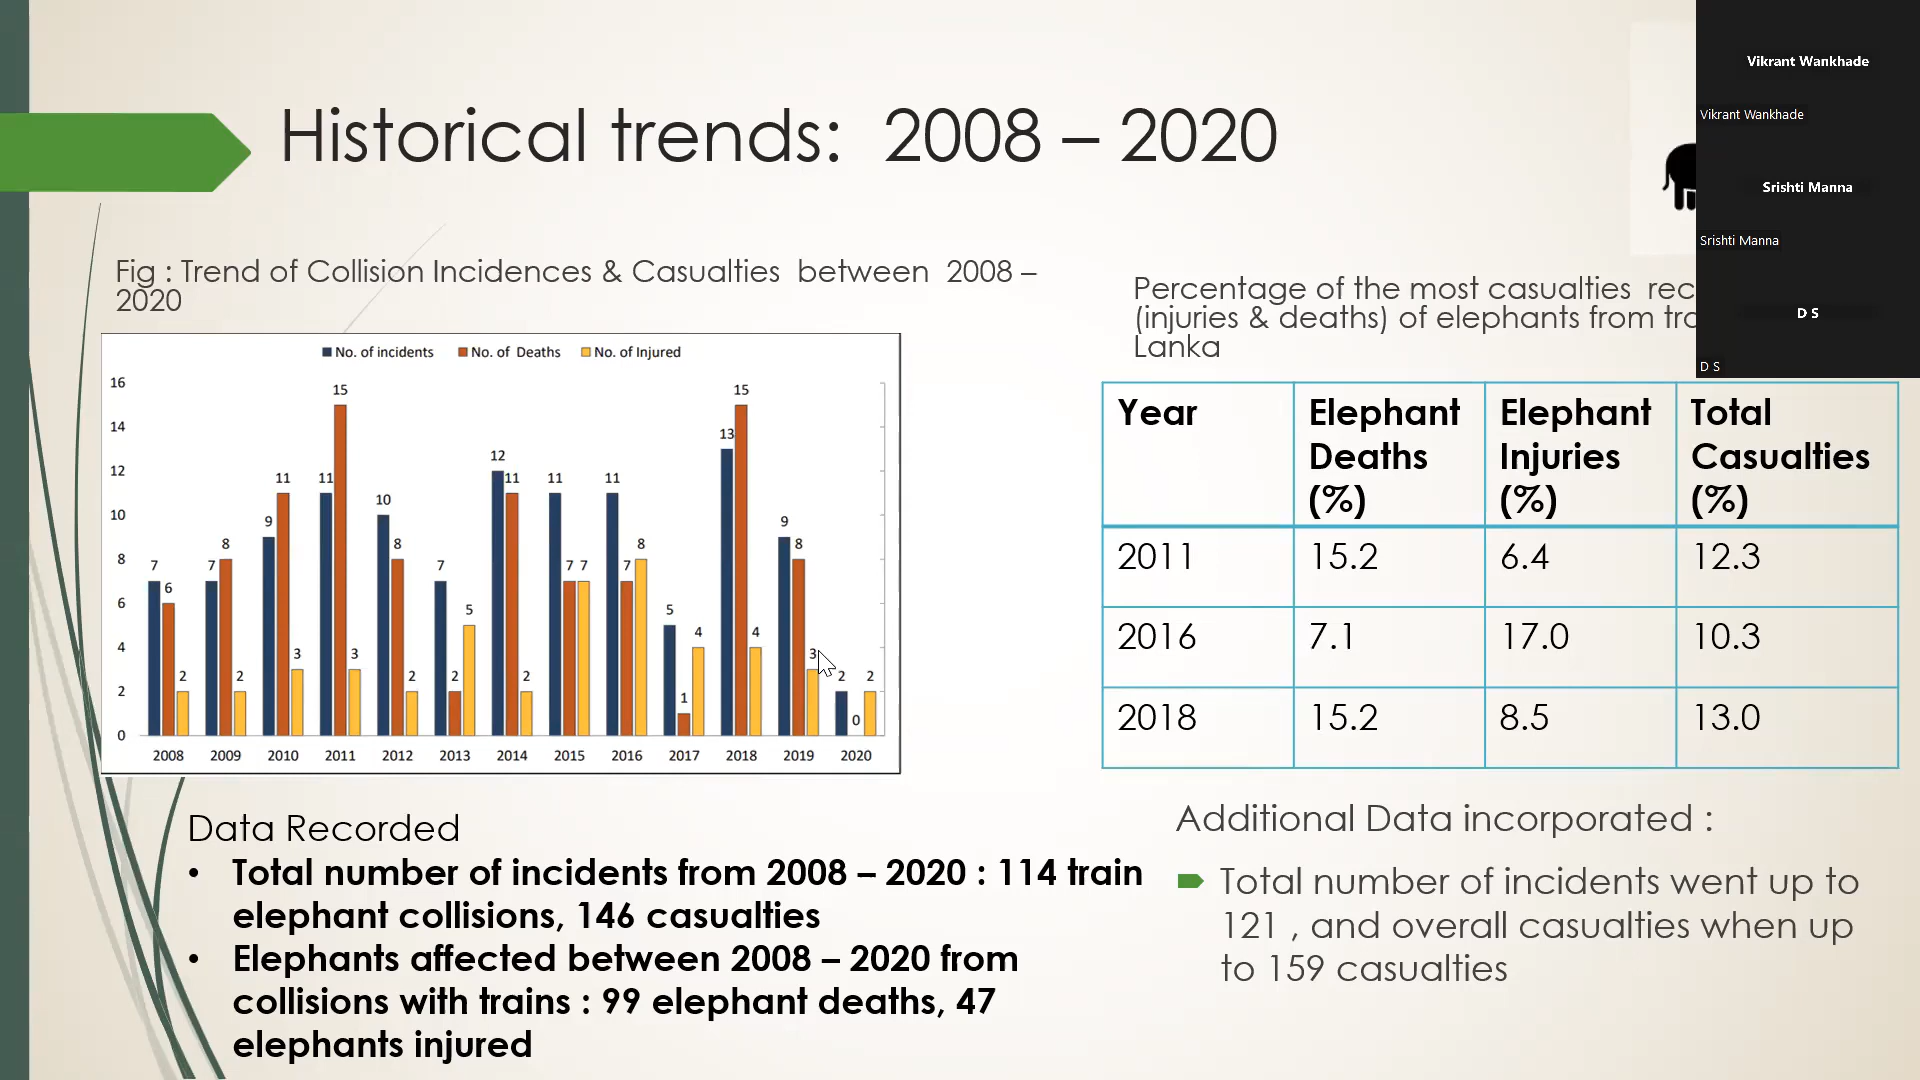 Historical trends: 2008 – 2020
Fig : Trend of Collision Incidences & Casualties between 2008 –
2020
No. of incidents No. of Deaths No. of Injured
16
14
12
10
8
6
4
2
0
7 6 2
7 8 2
9 11 3
11 15 3
10 8 2
7 2 5
12 11 2
11 7 7
11 7 8
5 1 4
13 15 4
9 8 3
2 0 2
2008 2009 2010 2011 2012 2013 2014 2015 2016 2017 2018 2019 2020
Data Recorded
• Total number of incidents from 2008 – 2020 : 114 train
elephant collisions, 146 casualties
• Elephants affected between 2008 – 2020 from
collisions with trains : 99 elephant deaths, 47
elephants injured
Percentage of the most casualties
(injuries & deaths) of elephants from
Lanka
Year Elephant Deaths (%) Elephant Injuries (%) Total Casualties (%)
2011 15.2 6.4 12.3
2016 7.1 17.0 10.3
2018 15.2 8.5 13.0
Additional Data incorporated :
Total number of incidents went up to
121 , and overall casualties when up
to 159 casualties
Vikrant Wankhade
Vikrant Wankhade
Srishti Manna
Srishti Manna
D S
D S